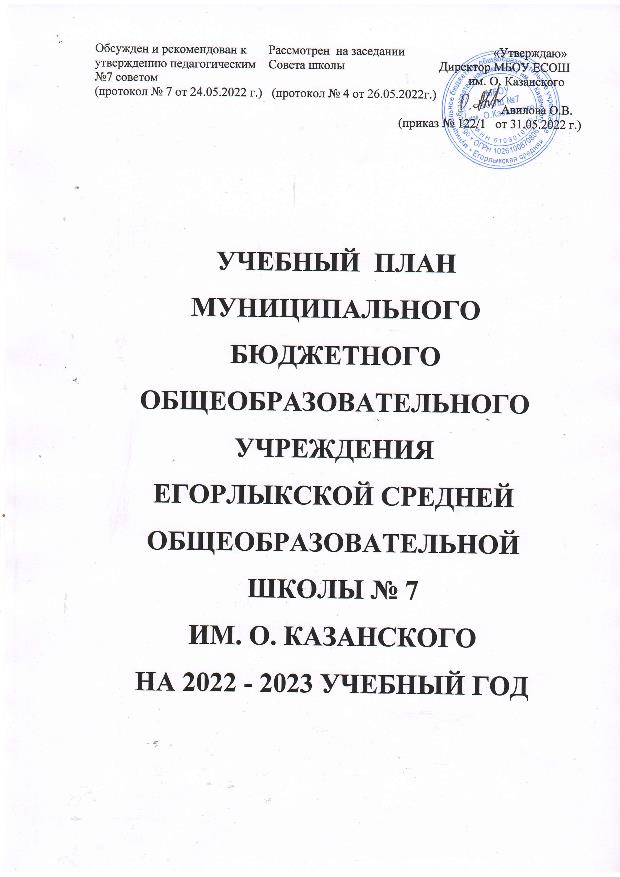 Обсужден и рекомендован к
утверждению педагогическим
№7 советом
(протокол № 7 от 24.05.2022 г.)
Рассмотрен на заседании
Совета школы
(протокол № 4 от 26.05.2022г.)
«Утверждаю»
Директор МБОУ ЕСОШ
им. О. Казанского
Авилова О.В.
(приказ № 122/1 от 31.05.2022 г.)
УЧЕБНЫЙ ПЛАН
МУНИЦИПАЛЬНОГО
БЮДЖЕТНОГО
ОБЩЕОБРАЗОВАТЕЛЬНОГО
УЧРЕЖДЕНИЯ
ЕГОРЛЫКСКОЙ СРЕДНЕЙ
ОБЩЕОБРАЗОВАТЕЛЬНОЙ
ШКОЛЫ № 7
ИМ. О. КАЗАНСКОГО
НА 2022 - 2023 УЧЕБНЫЙ ГОД